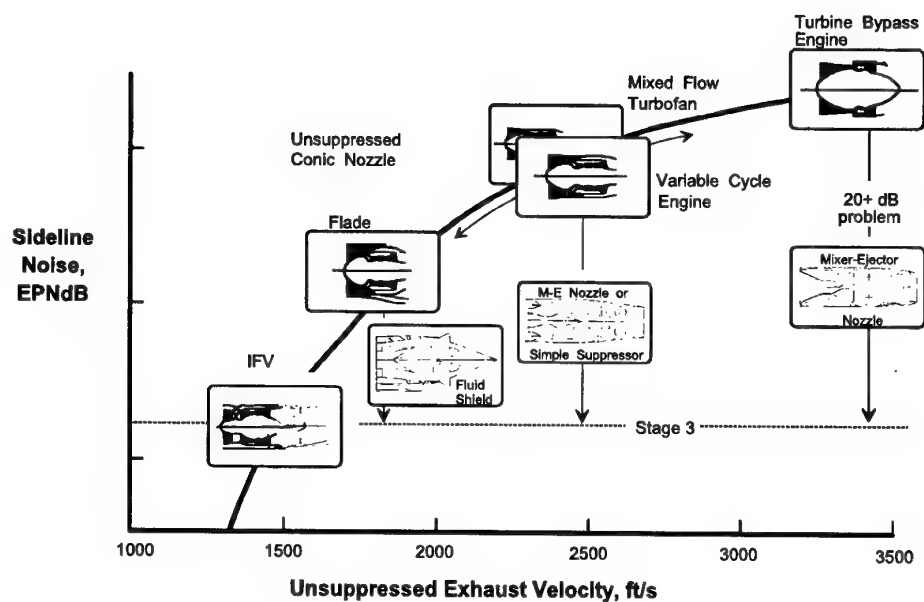 Turbine Bypass
Engine
Mixed Flow
Turbofan
Unsuppressed
Conic Nozzle
Variable Cycle
Engine
20+ dB
problem
Flade
Sideline
Noise,
EPNdB
Mixer-Ejector
Nozzle
M-E Nozzle or
Simple Suppressor
IFV
Fluid
Shield
Stage 3
1000
1500
2000
2500
3000
3500
Unsuppressed Exhaust Velocity, ft/s